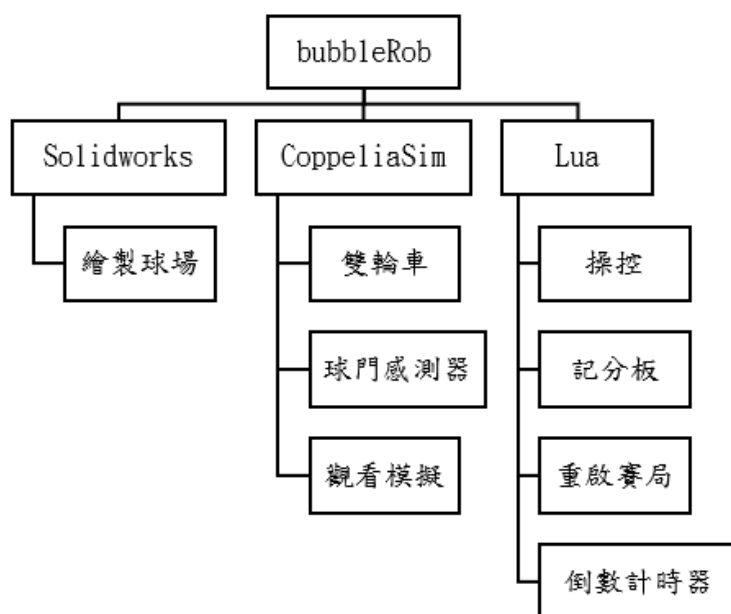 bubbleRob
Solidworks
CoppeliaSim
Lua
繪製球場
雙輪車
操控
球門感測器
記分板
觀看模擬
重啟賽局
倒數計時器